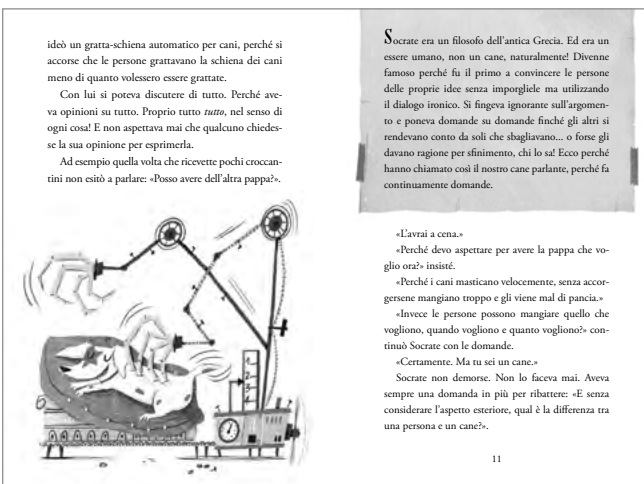 ideò un gratta-schiena automatico per cani, perché si
accorse che le persone grattavano la schiena dei cani
meno di quanto volessero essere grattate.
Con lui si poteva discutere di tutto. Perché ave-
va opinioni su tutto. Proprio tutto tutto, nel senso di
ogni cosa! E non aspettava mai che qualcuno chiedes-
se la sua opinione per esprimerla.
Ad esempio quella volta che ricevette pochi croccan-
tini non esitò a parlare: «Posso avere dell'altra pappa?».
Socrate era un filosofo dell'antica Grecia. Ed era un
essere umano, non un cane, naturalmente! Divenne
famoso perché fu il primo a convincere le persone
delle proprie idee senza imporgliele ma utilizzando
il dialogo ironico. Si fingeva ignorante sull'argomen-
to e poneva domande su domande finché gli altri si
rendevano conto da soli che sbagliavano... o forse gli
davano ragione per sfinimento, chi lo sa! Ecco perché
hanno chiamato così il nostro cane parlante, perché fa
continuamente domande.
«L'avrai a cena.»
«Perché devo aspettare per avere la pappa che vo-
glio ora?» insisté.
«Perché i cani masticano velocemente, senza accor-
gersene mangiano troppo e gli viene mal di pancia.»
«Invece le persone possono mangiare quello che
vogliono, quando vogliono e quanto vogliono?» con-
tinuò Socrate con le domande.
«Certamente. Ma tu sei un cane.»
Socrate non demorse. Non lo faceva mai. Aveva
sempre una domanda in più per ribattere: «E senza
considerare l'aspetto esteriore, qual è la differenza tra
una persona e un cane?».
11